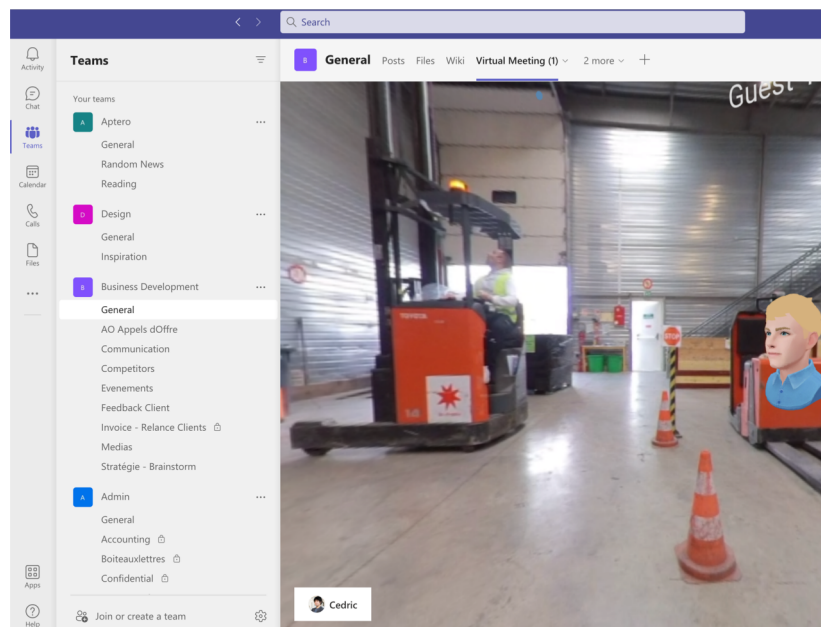 Search
Activity
Chat
Teams
Calendar
Calls
Files
Apps
Help
Teams
Your teams
A Aptero
General
Random News
Reading
D Design
General
Inspiration
B Business Development
General
AO Appels dOffre
Communication
Competitors
Evenements
Feedback Client
Invoice - Relance Clients
Medias
Stratégie - Brainstorm
A Admin
General
Accounting
Boiteauxlettres
Confidential
Join or create a team
B General Posts Files Wiki Virtual Meeting (1) 2 more
Guest
TOYOTA
STOP
Cedric